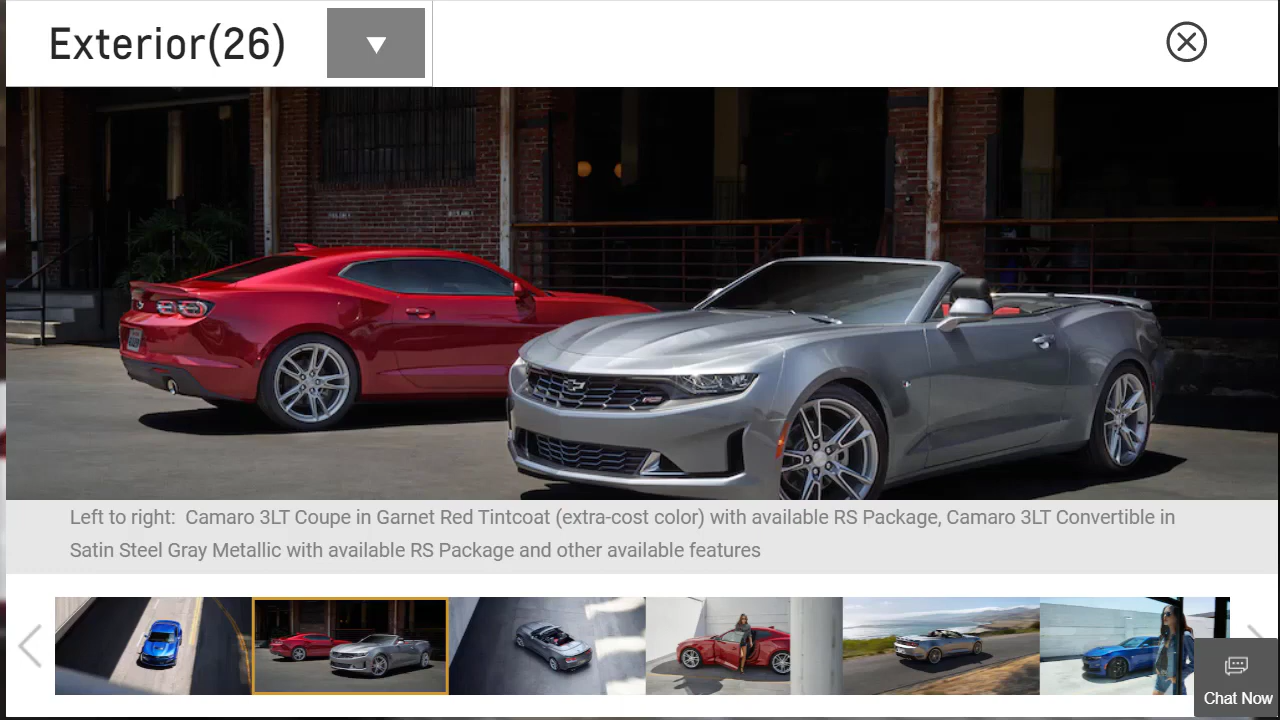 Exterior(26)
Left to right:  Camaro 3LT Coupe in Garnet Red Tintcoat (extra-cost color) with available RS Package, Camaro 3LT Convertible in
Satin Steel Gray Metallic with available RS Package and other available features
Chat Now